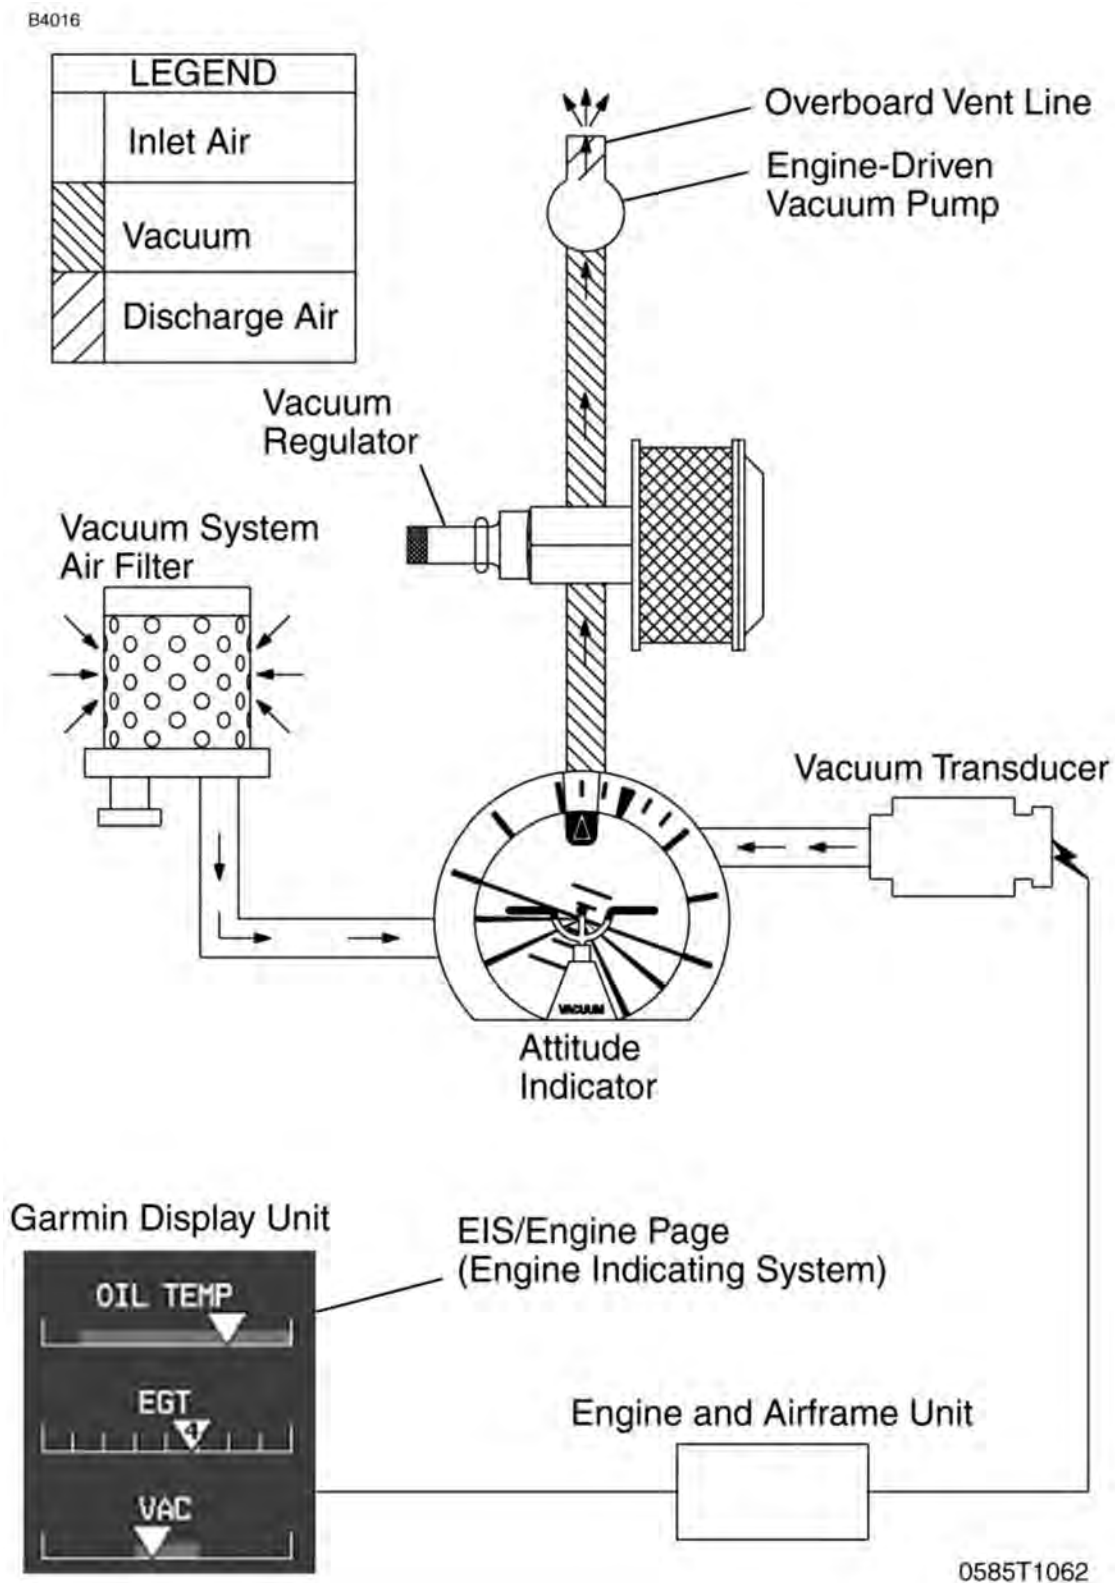 B4016
LEGEND
Inlet Air
Vacuum
Discharge Air
Overboard Vent Line
Engine-Driven
Vacuum Pump
Vacuum
Regulator
Vacuum System
Air Filter
Vacuum Transducer
VACUUM
Attitude
Indicator
Garmin Display Unit
EIS/Engine Page
(Engine Indicating System)
OIL TEMP
EGT
4
VAC
Engine and Airframe Unit
0585T1062